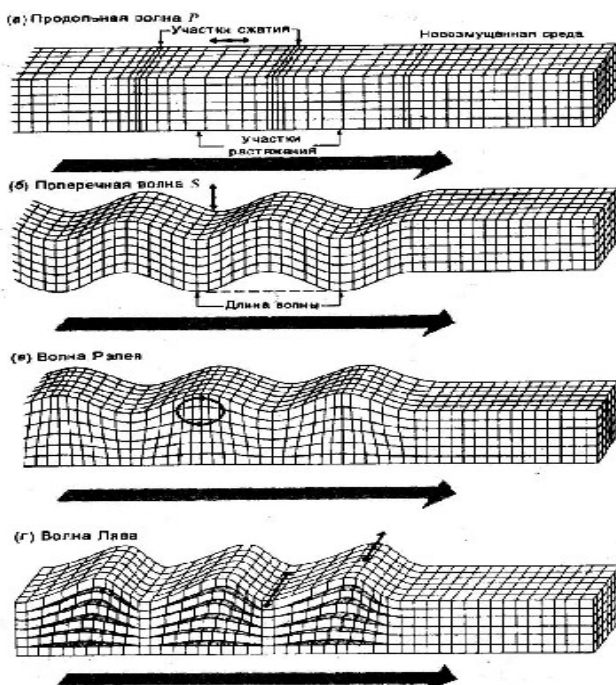 (а) Продольная волна P
Участки сжатия
Невозмущенная среда
Участки
растяжения
(б) Поперечная волна S
Длина волны
(в) Волна Рэлея
(г) Волна Лява